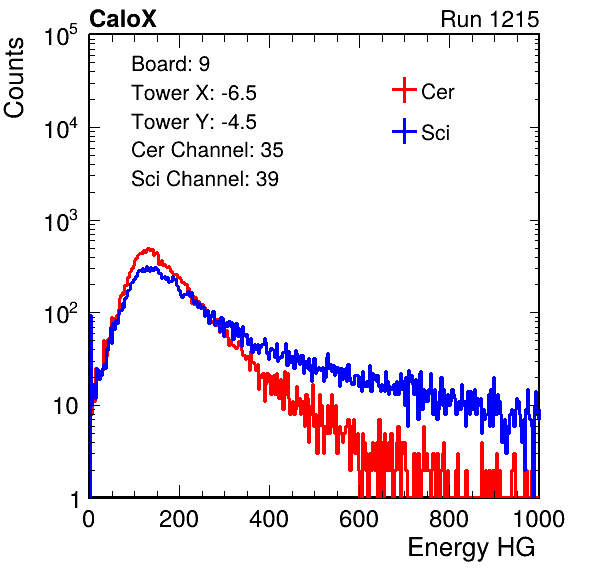 CaloX Run 1215
Counts
Board: 9
Tower X: -6.5
Tower Y: -4.5
Cer Channel: 35
Sci Channel: 39
Cer
Sci
10^5
10^4
10^3
10^2
10
1
0 200 400 600 800 1000
Energy HG